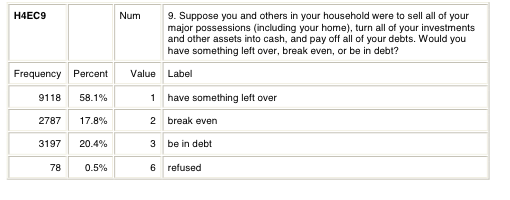 H4EC9 Num 9. Suppose you and others in your household were to sell all of your
major possessions (including your home), turn all of your investments
and other assets into cash, and pay off all of your debts. Would you
have something left over, break even, or be in debt?
Frequency Percent Value Label
9118 58.1% 1 have something left over
2787 17.8% 2 break even
3197 20.4% 3 be in debt
78 0.5% 6 refused